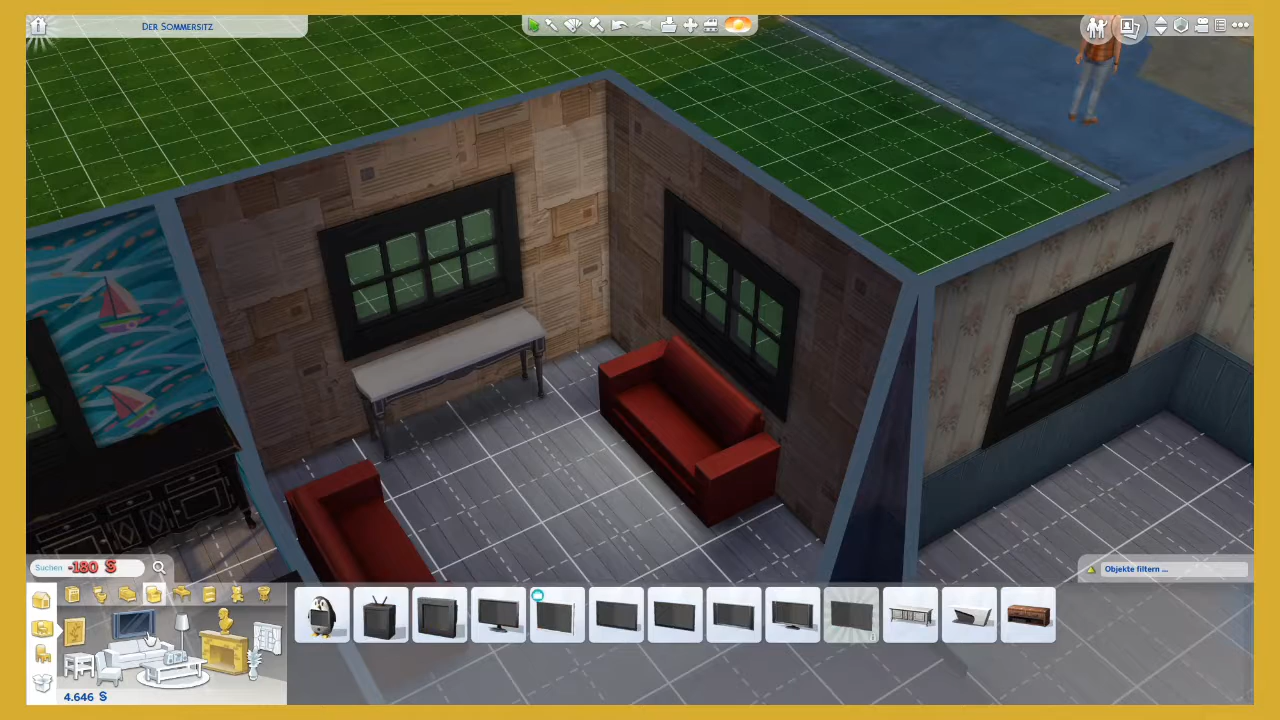 DER SOMMERSITZ
Suchen -180 $
Objekte filtern ...
4.646 $